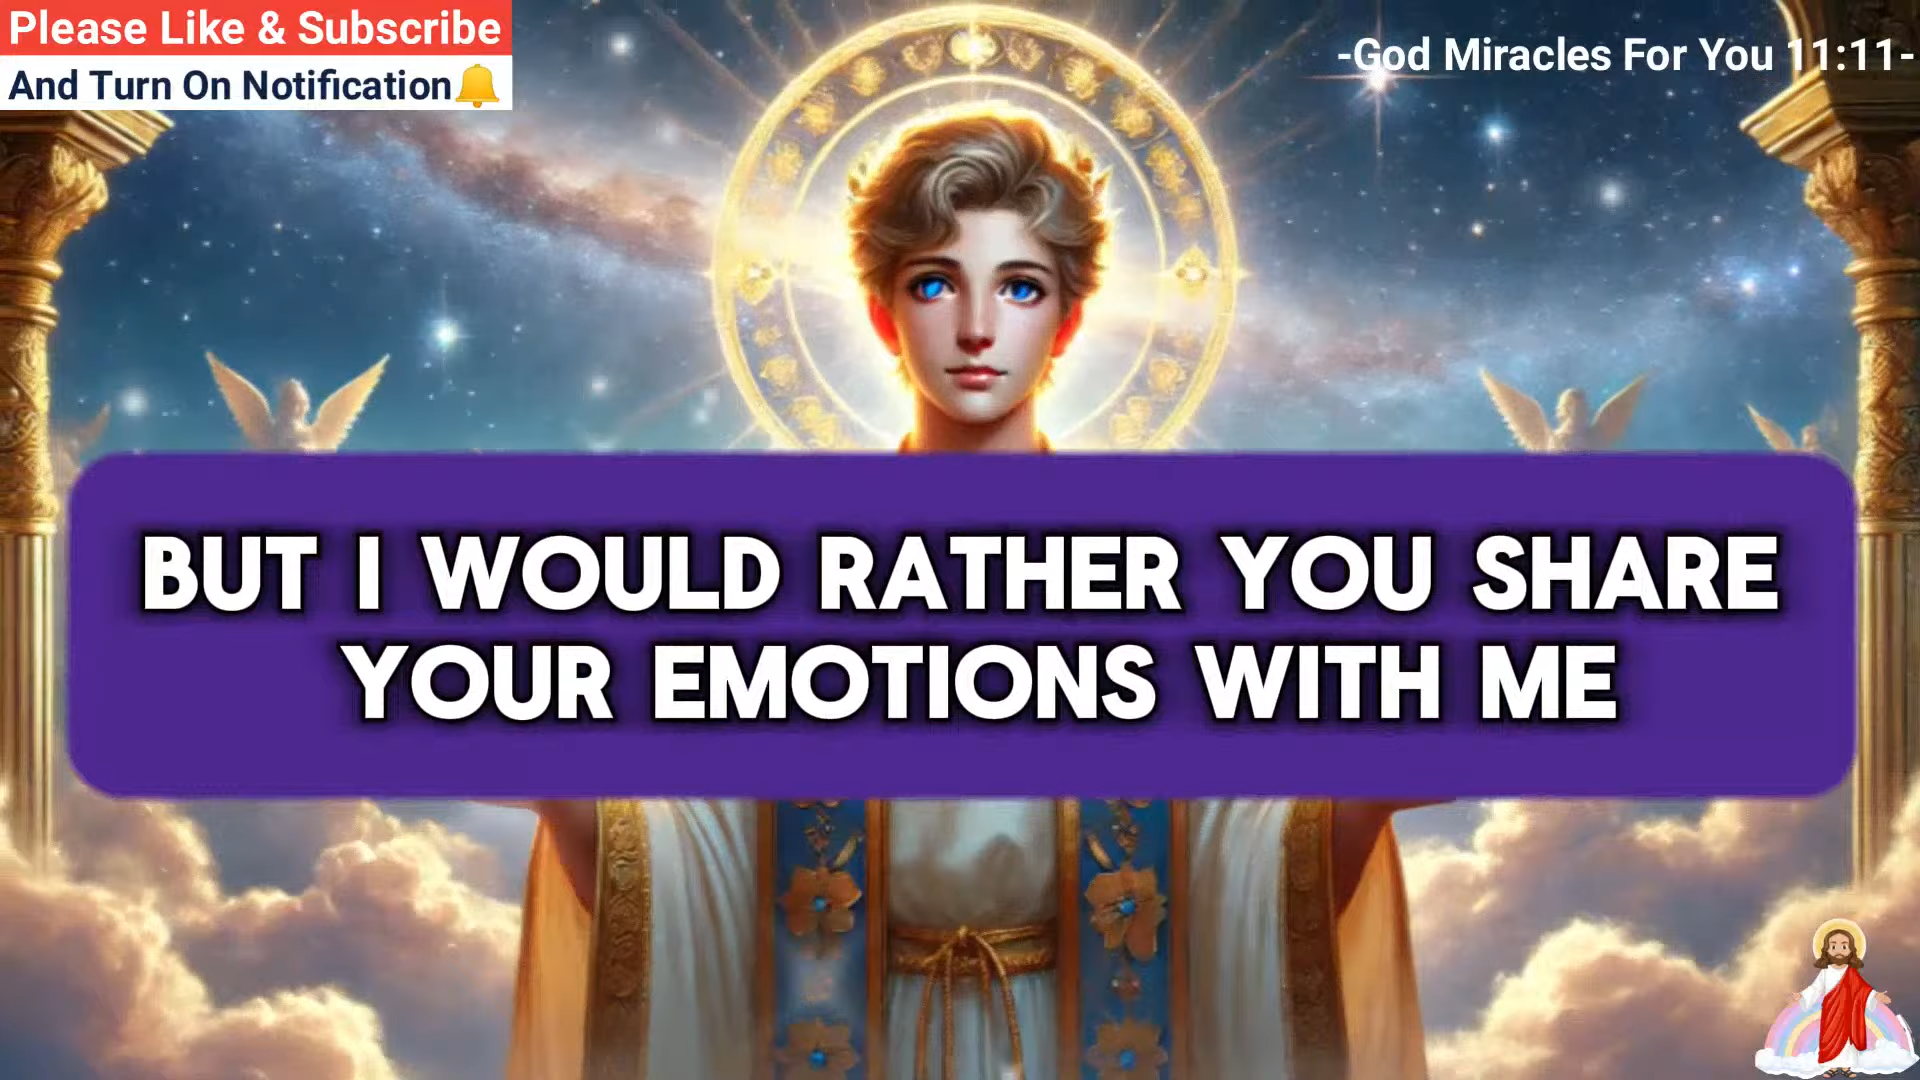 Please Like & Subscribe
And Turn On Notification🔔
-God Miracles For You 11:11-
BUT I WOULD RATHER YOU SHARE
YOUR EMOTIONS WITH ME